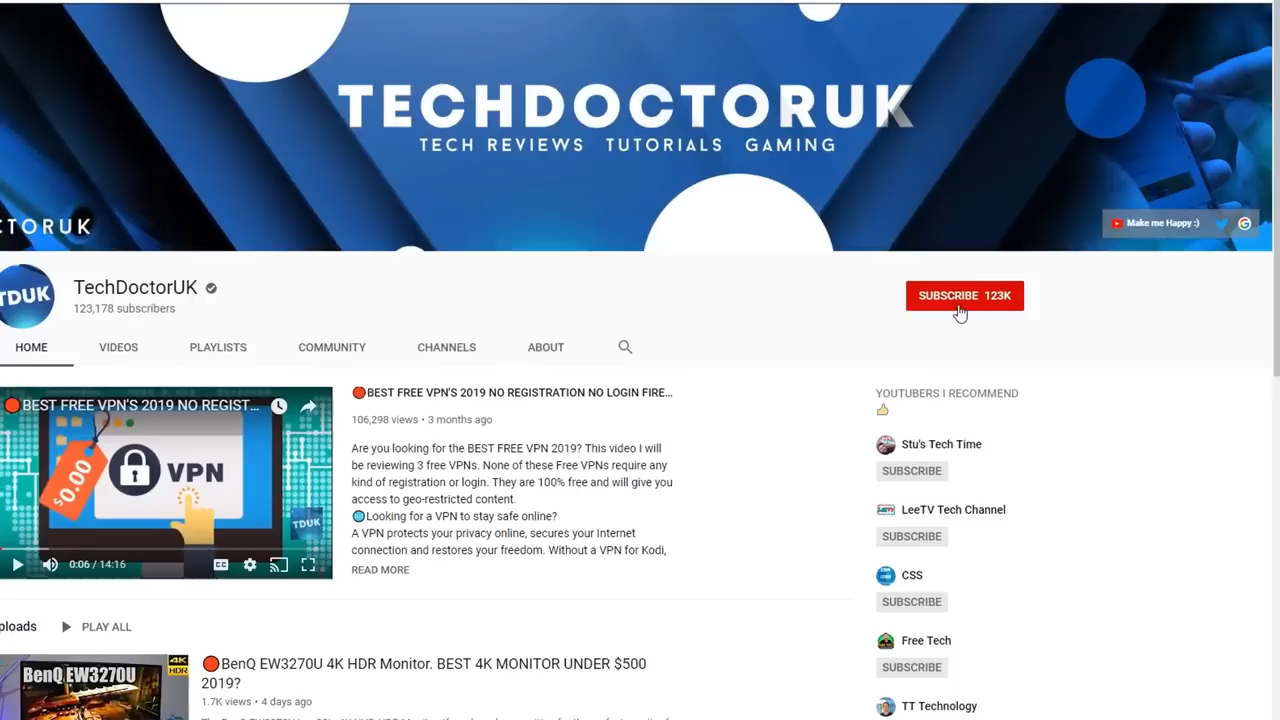 TECHDOCTORUK
TECH REVIEWS TUTORIALS GAMING
CTORUK
Make me Happy :)
TDUK
TechDoctorUK
123,178 subscribers
SUBSCRIBE 123K
HOME VIDEOS PLAYLISTS COMMUNITY CHANNELS ABOUT
BEST FREE VPN'S 2019 NO REGIST...
$0.00
VPN
TDUK
0:06 / 14:16
CC
BEST FREE VPN'S 2019 NO REGISTRATION NO LOGIN FIRE...
106,298 views • 3 months ago
Are you looking for the BEST FREE VPN 2019? This video I will
be reviewing 3 free VPNs. None of these Free VPNs require any
kind of registration or login. They are 100% free and will give you
access to geo-restricted content.
Looking for a VPN to stay safe online?
A VPN protects your privacy online, secures your Internet
connection and restores your freedom. Without a VPN for Kodi,
READ MORE
YOUTUBERS I RECOMMEND
Stu's Tech Time
SUBSCRIBE
LeeTV Tech Channel
SUBSCRIBE
CSS
SUBSCRIBE
Free Tech
SUBSCRIBE
TT Technology
ploads PLAY ALL
BenQ EW3270U
4K
HDR
BenQ EW3270U 4K HDR Monitor. BEST 4K MONITOR UNDER $500
2019?
1.7K views • 4 days ago